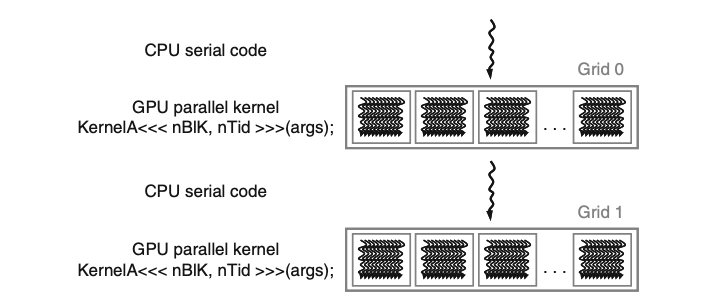 CPU serial code
Grid 0
GPU parallel kernel
KernelA<<< nBlK, nTid >>>(args);
. . .
CPU serial code
Grid 1
GPU parallel kernel
KernelA<<< nBlK, nTid >>>(args);
. . .